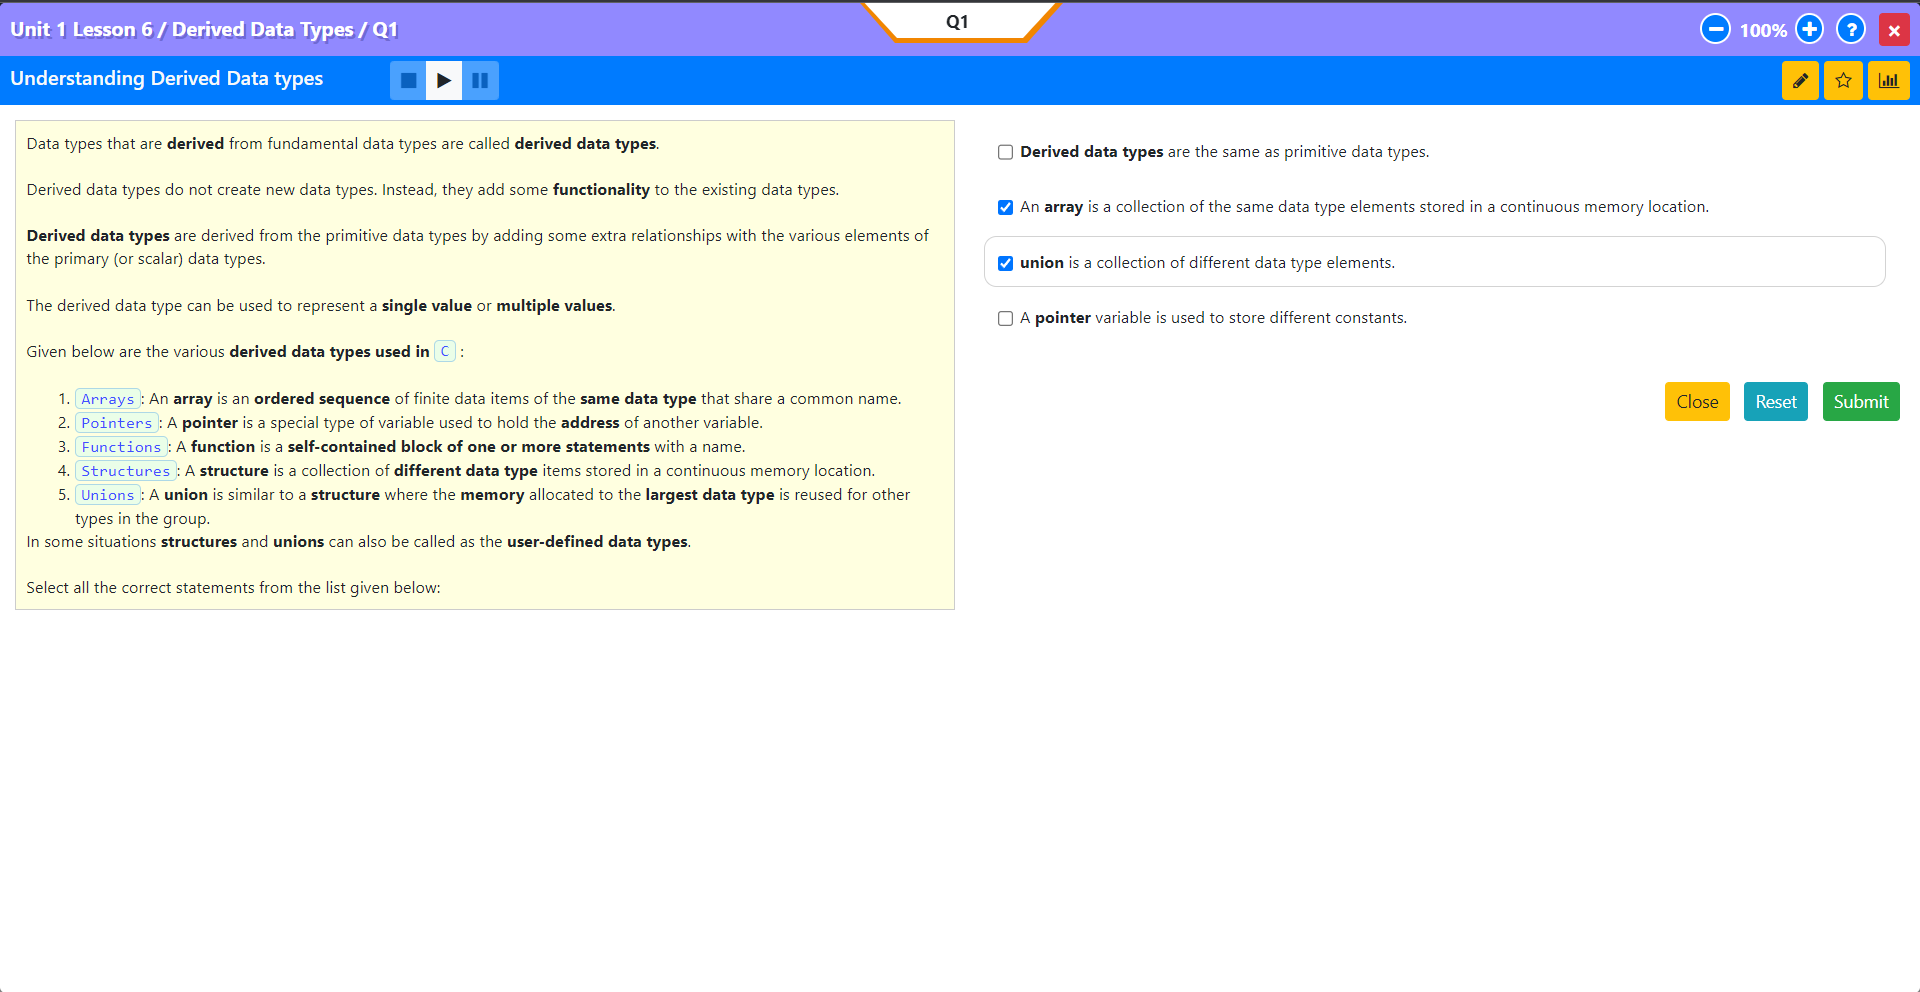 Unit 1 Lesson 6 / Derived Data Types / Q1
Q1
100%
?
Understanding Derived Data types
Data types that are derived from fundamental data types are called derived data types.
Derived data types do not create new data types. Instead, they add some functionality to the existing data types.
Derived data types are derived from the primitive data types by adding some extra relationships with the various elements of
the primary (or scalar) data types.
The derived data type can be used to represent a single value or multiple values.
Given below are the various derived data types used in C :
1. Arrays: An array is an ordered sequence of finite data items of the same data type that share a common name.
2. Pointers: A pointer is a special type of variable used to hold the address of another variable.
3. Functions: A function is a self-contained block of one or more statements with a name.
4. Structures: A structure is a collection of different data type items stored in a continuous memory location.
5. Unions: A union is similar to a structure where the memory allocated to the largest data type is reused for other
types in the group.
In some situations structures and unions can also be called as the user-defined data types.
Select all the correct statements from the list given below:
Derived data types are the same as primitive data types.
An array is a collection of the same data type elements stored in a continuous memory location.
union is a collection of different data type elements.
A pointer variable is used to store different constants.
Close
Reset
Submit